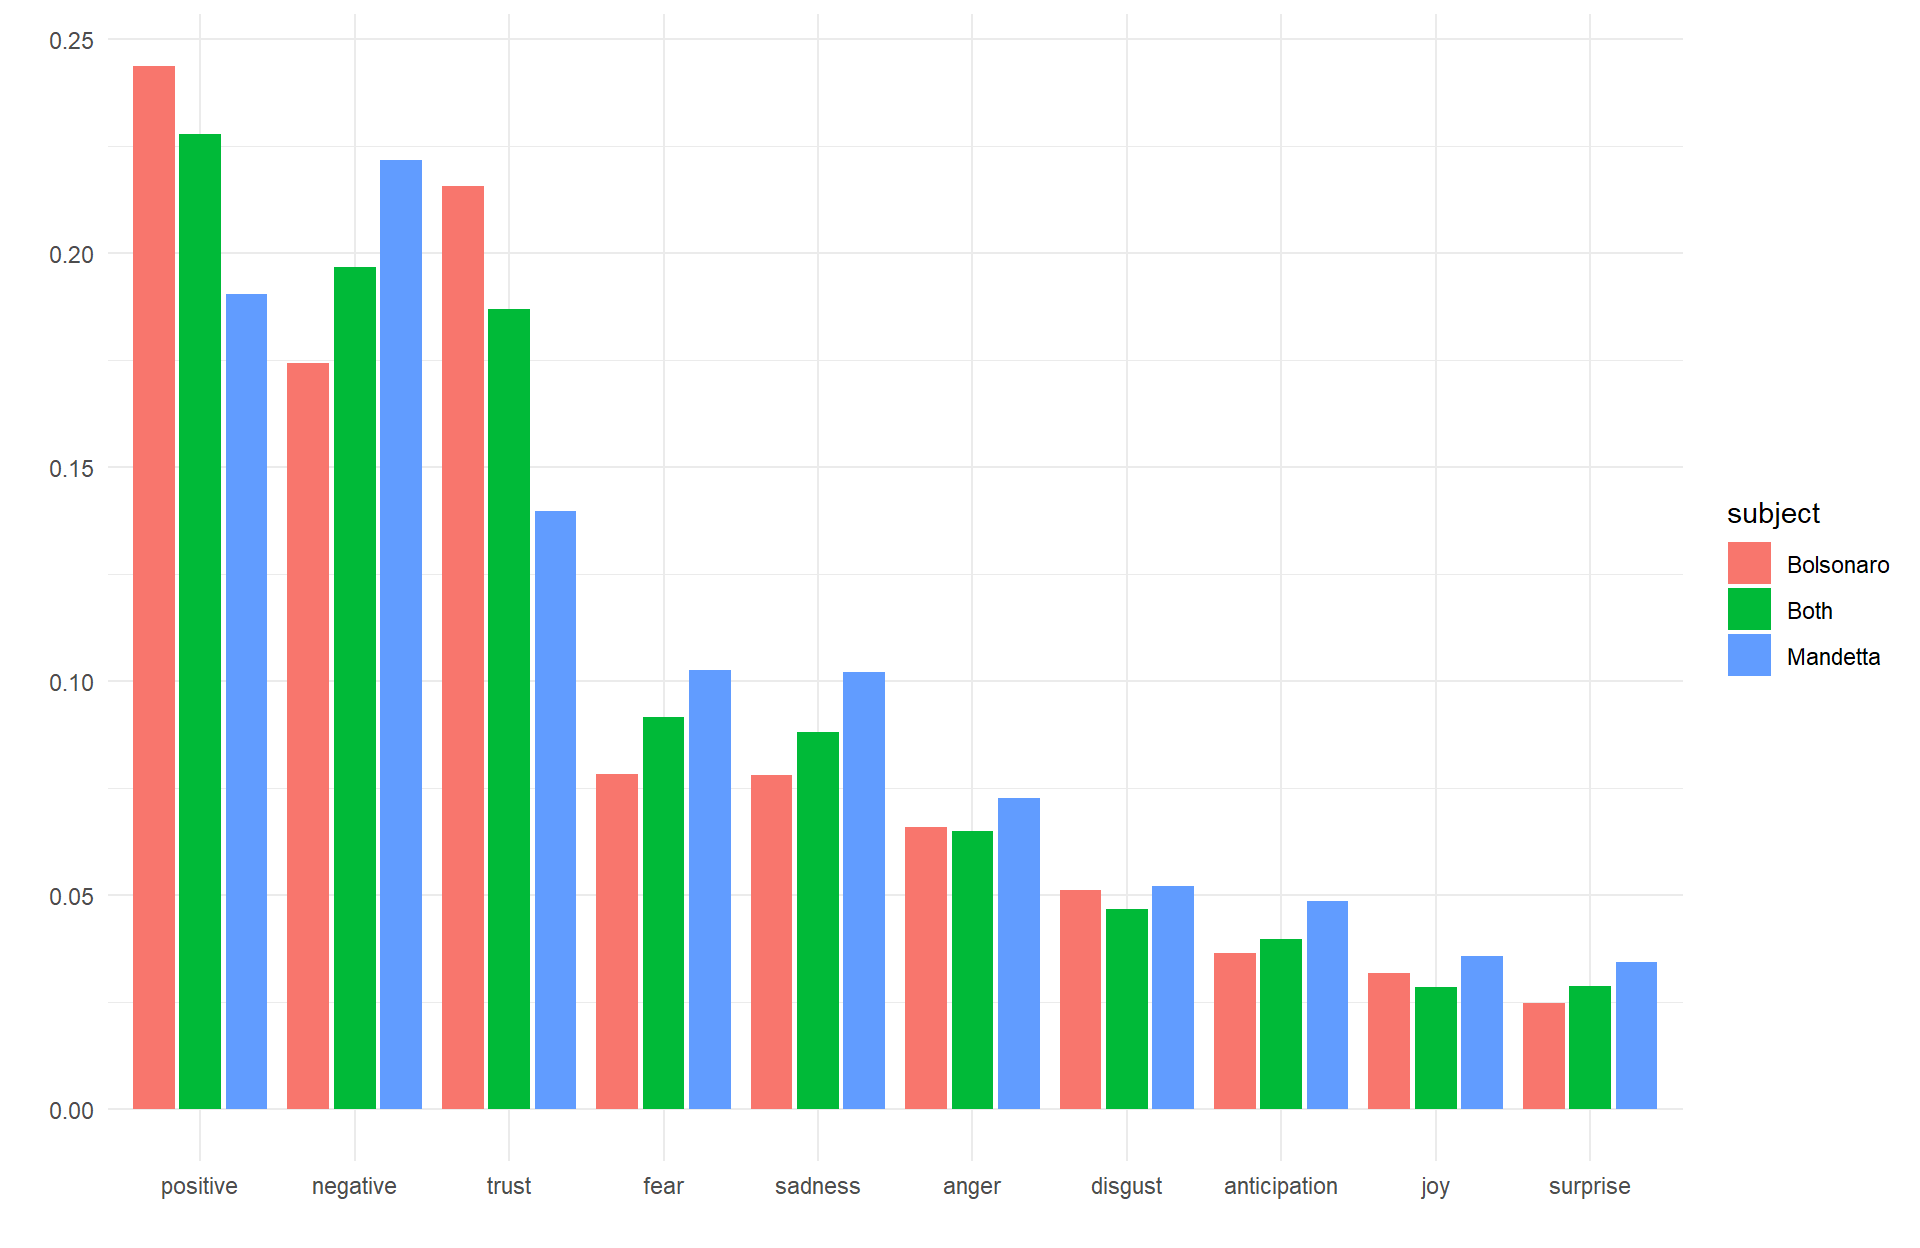 0.25
0.20
0.15
0.10
0.05
0.00
positive negative trust fear sadness anger disgust anticipation joy surprise
subject
Bolsonaro
Both
Mandetta